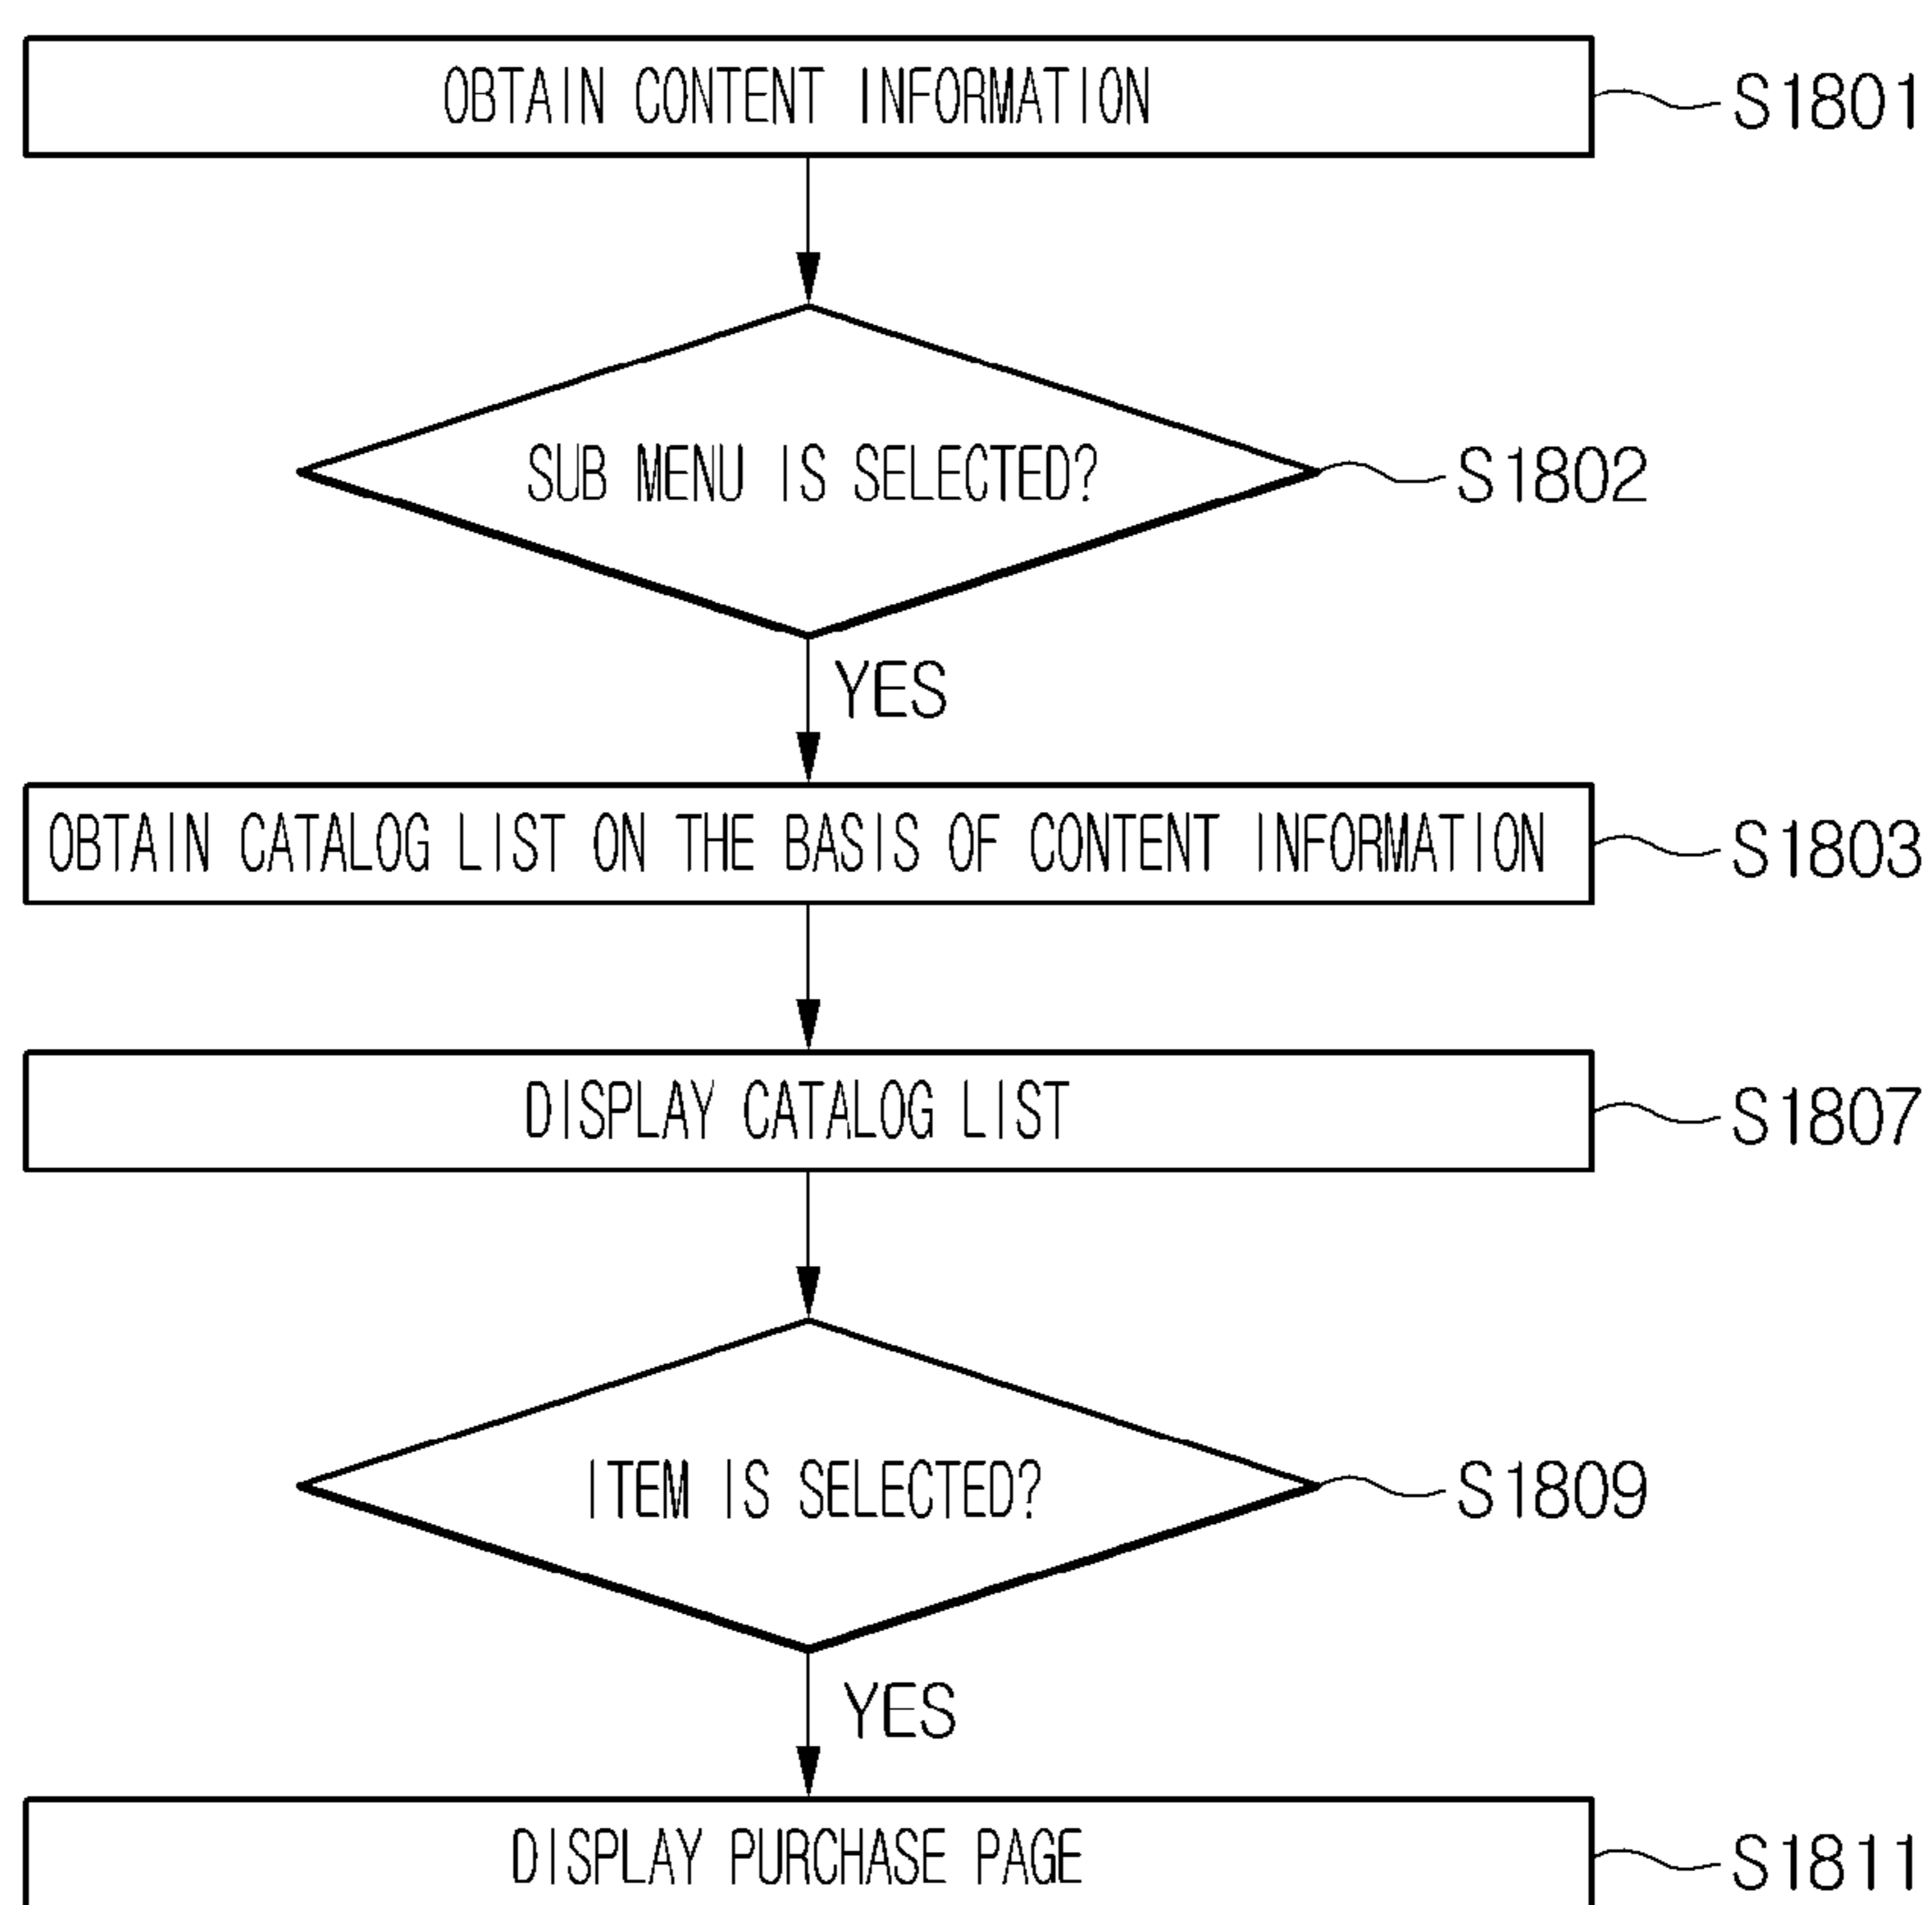 OBTAIN CONTENT INFORMATION
S1801
SUB MENU IS SELECTED?
S1802
YES
OBTAIN CATALOG LIST ON THE BASIS OF CONTENT INFORMATION
S1803
DISPLAY CATALOG LIST
S1807
ITEM IS SELECTED?
S1809
YES
DISPLAY PURCHASE PAGE
S1811